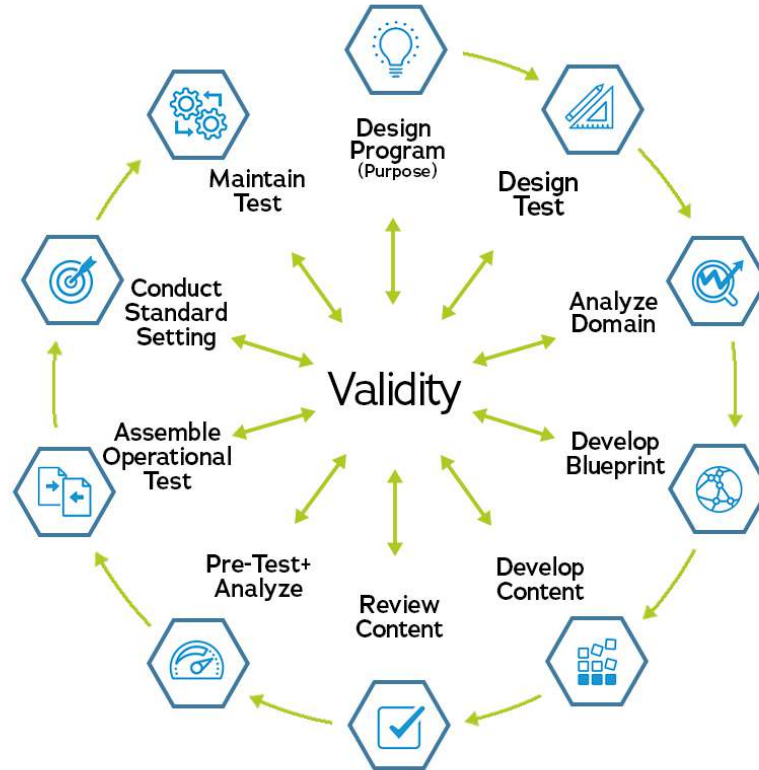 Design
Program
(Purpose)
Design
Test
Analyze
Domain
Develop
Blueprint
Develop
Content
Review
Content
Pre-Test+
Analyze
Assemble
Operational
Test
Conduct
Standard
Setting
Maintain
Test
Validity